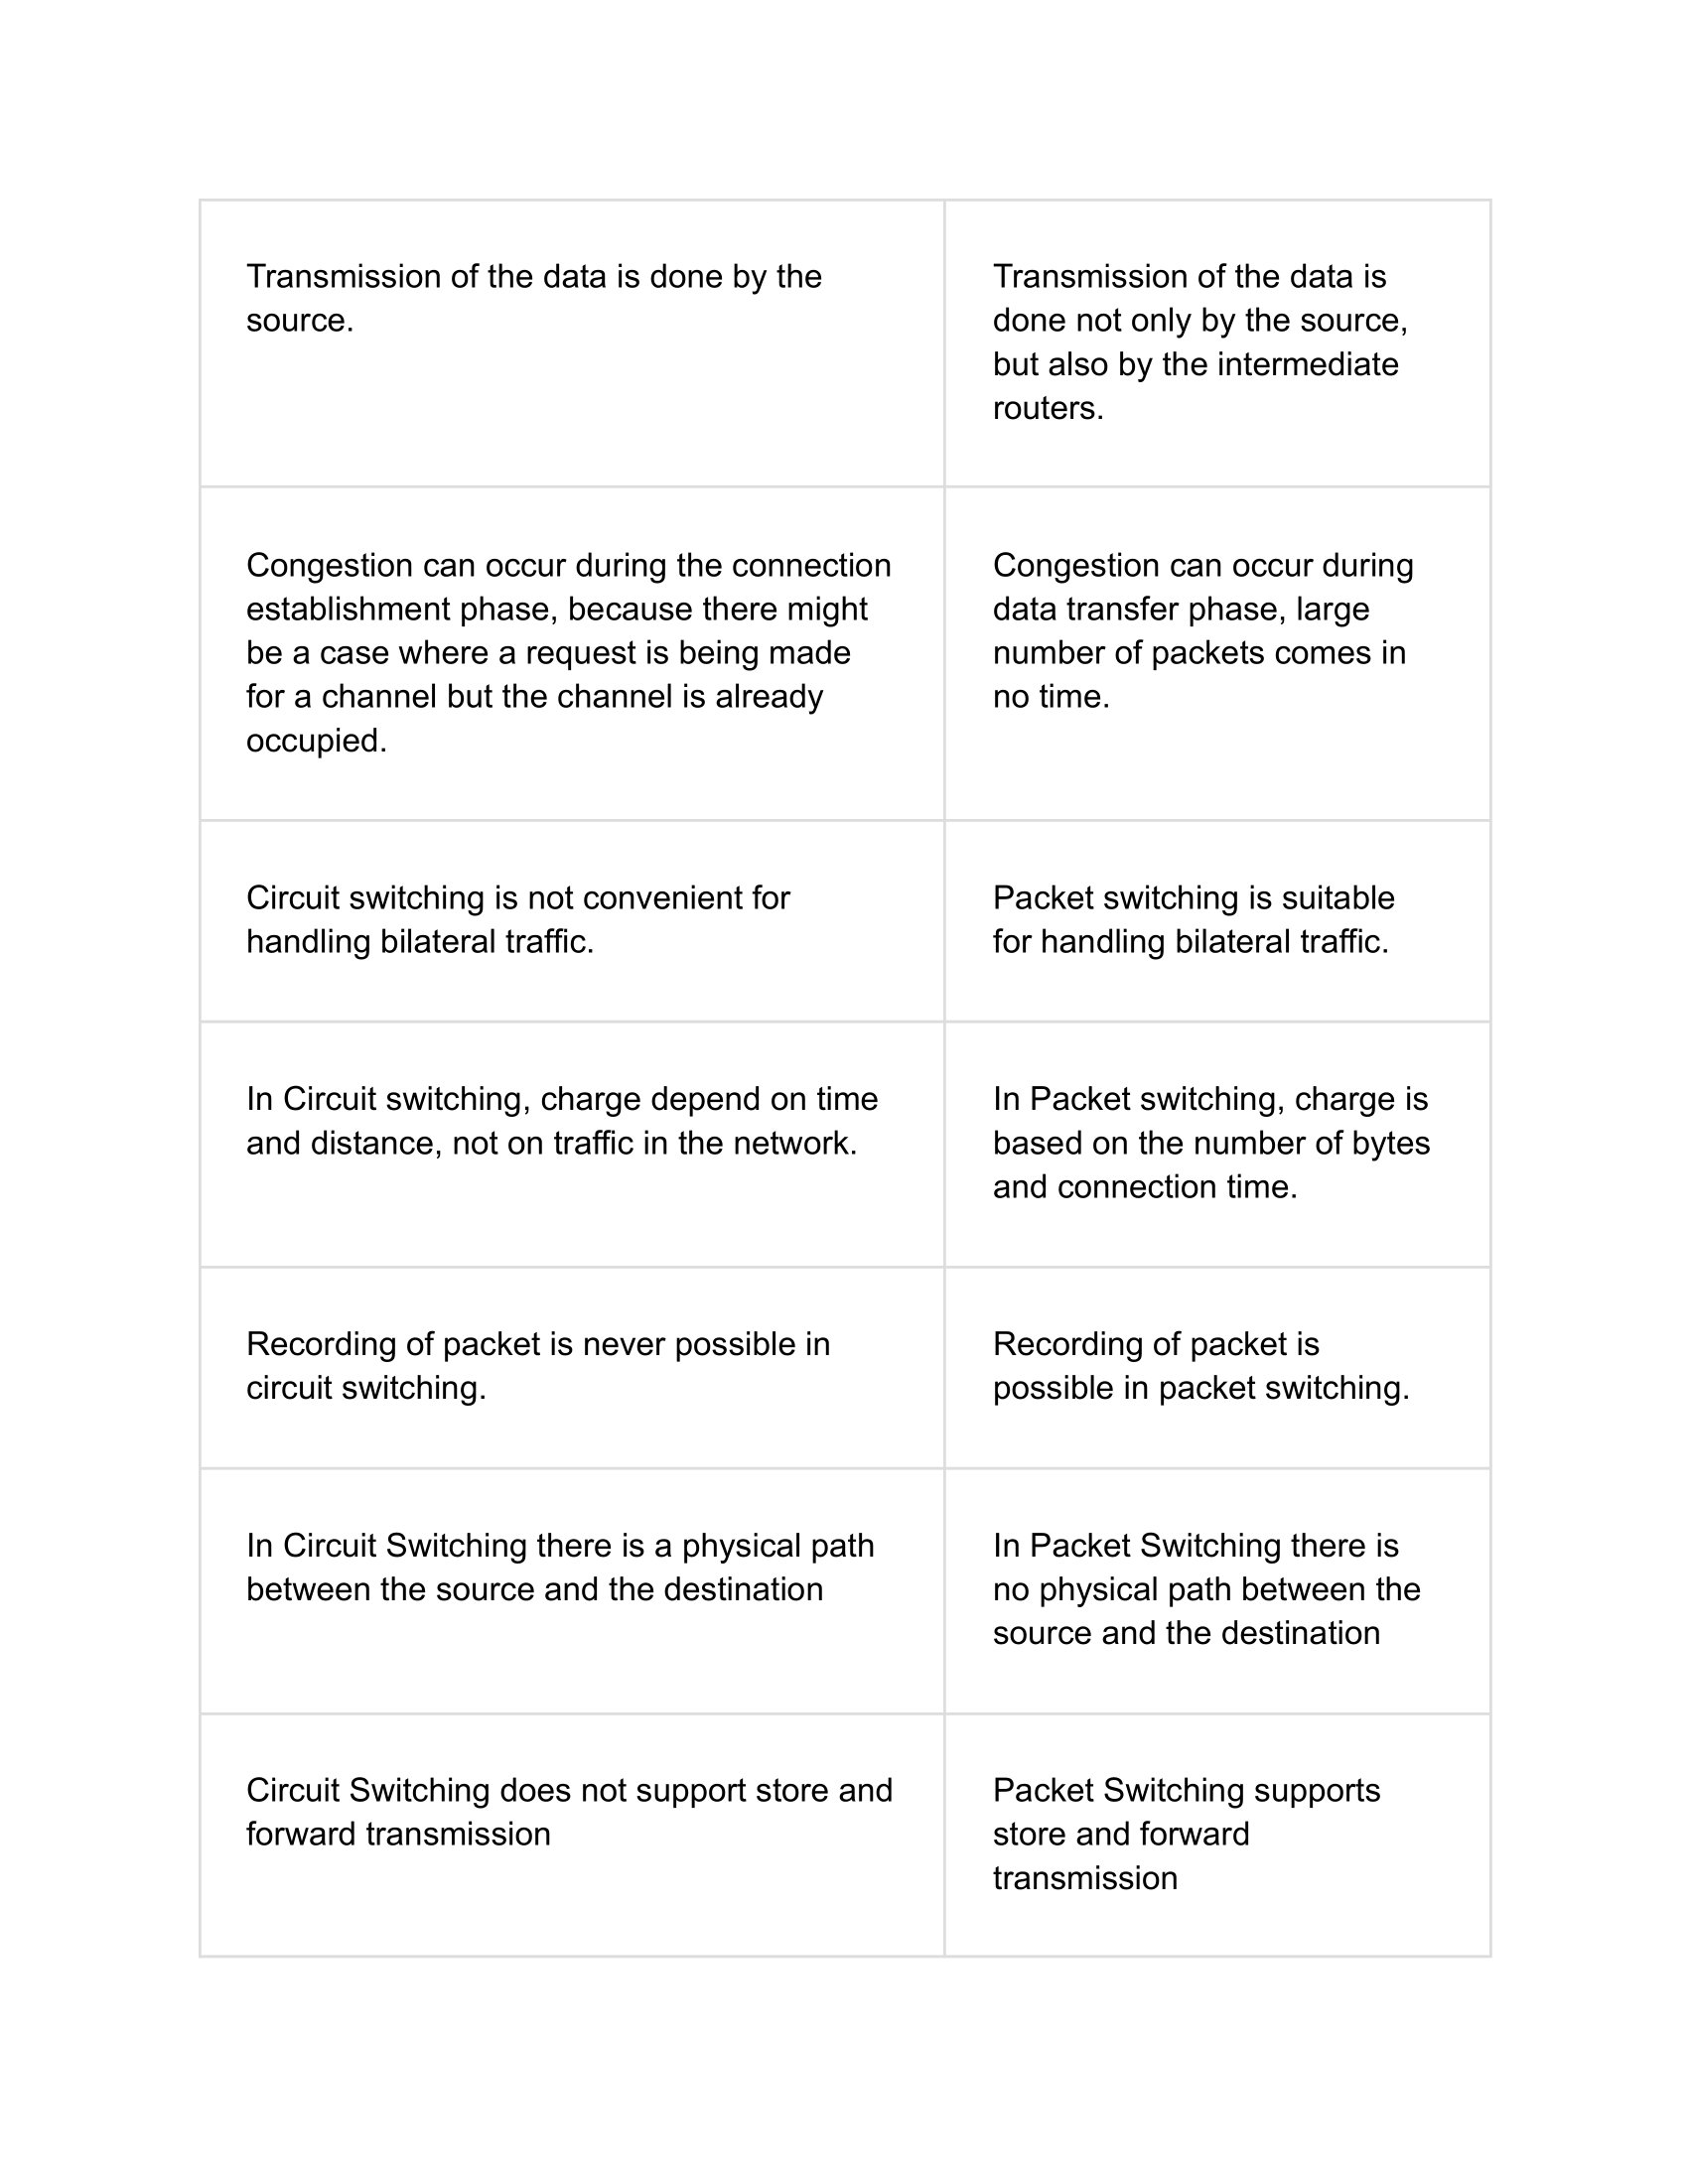 Transmission of the data is done by the
source.
Transmission of the data is
done not only by the source,
but also by the intermediate
routers.
Congestion can occur during the connection
establishment phase, because there might
be a case where a request is being made
for a channel but the channel is already
occupied.
Congestion can occur during
data transfer phase, large
number of packets comes in
no time.
Circuit switching is not convenient for
handling bilateral traffic.
Packet switching is suitable
for handling bilateral traffic.
In Circuit switching, charge depend on time
and distance, not on traffic in the network.
In Packet switching, charge is
based on the number of bytes
and connection time.
Recording of packet is never possible in
circuit switching.
Recording of packet is
possible in packet switching.
In Circuit Switching there is a physical path
between the source and the destination
In Packet Switching there is
no physical path between the
source and the destination
Circuit Switching does not support store and
forward transmission
Packet Switching supports
store and forward
transmission